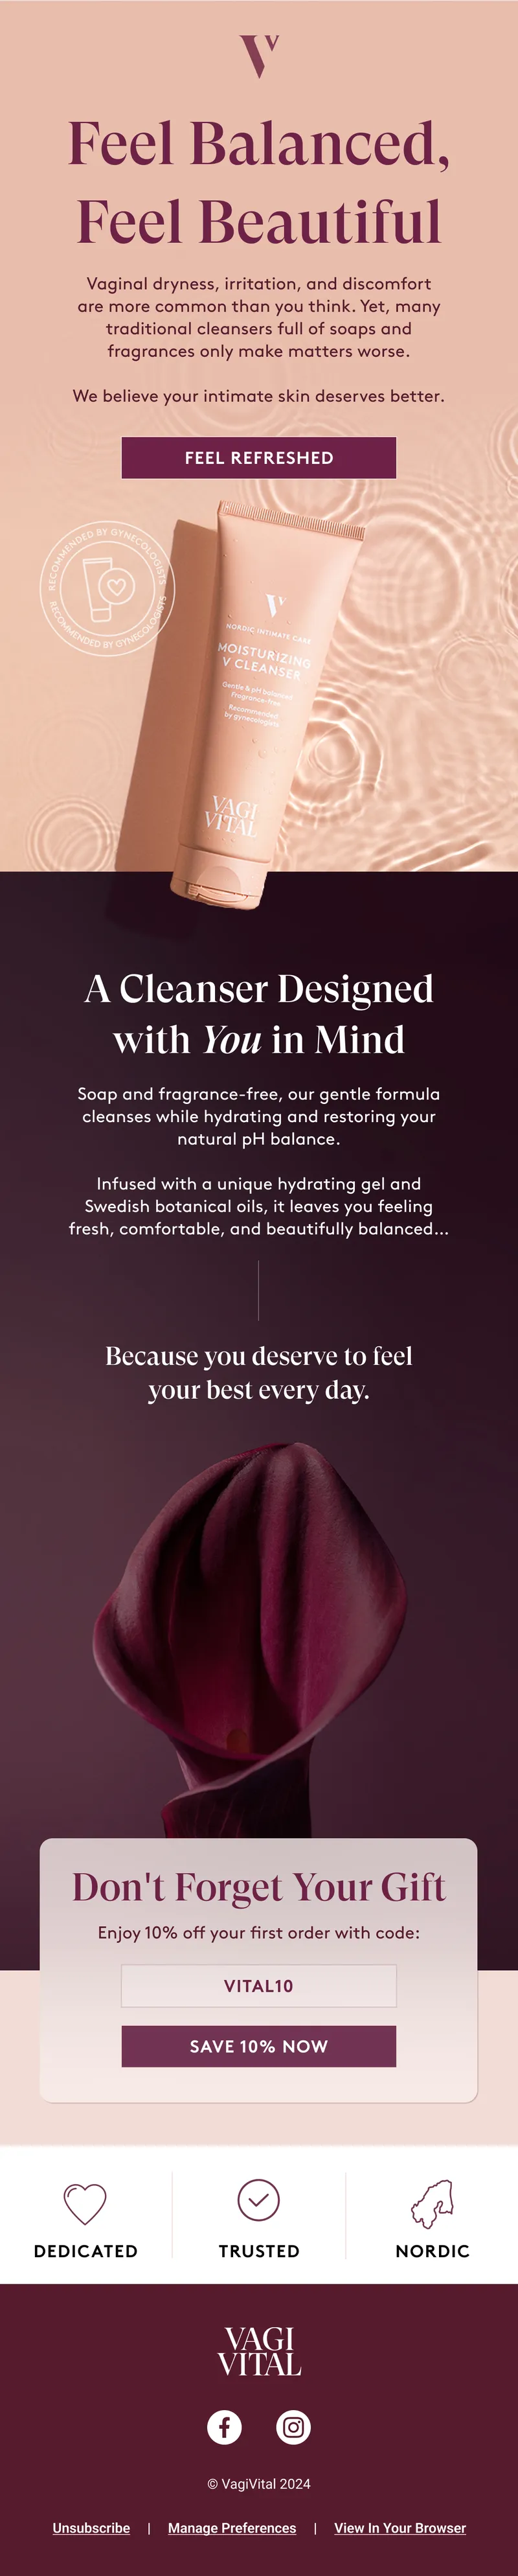 Feel Balanced,
Feel Beautiful
Vaginal dryness, irritation, and discomfort
are more common than you think. Yet, many
traditional cleansers full of soaps and
fragrances only make matters worse.
We believe your intimate skin deserves better.
FEEL REFRESHED
RECOMMENDED BY GYNECOLOGISTS
RECOMMENDED BY GYNECOLOGISTS
NORDIC INTIMATE CARE
MOISTURIZING
V CLEANSER
Gentle & pH balanced
Fragrance-free
Recommended
by gynecologists
VAGI
VITAL
A Cleanser Designed
with You in Mind
Soap and fragrance-free, our gentle formula
cleanses while hydrating and restoring your
natural pH balance.
Infused with a unique hydrating gel and
Swedish botanical oils, it leaves you feeling
fresh, comfortable, and beautifully balanced...
Because you deserve to feel
your best every day.
Don't Forget Your Gift
Enjoy 10% off your first order with code:
VITAL10
SAVE 10% NOW
DEDICATED
TRUSTED
NORDIC
VAGI
VITAL
© VagiVital 2024
Unsubscribe | Manage Preferences | View In Your Browser